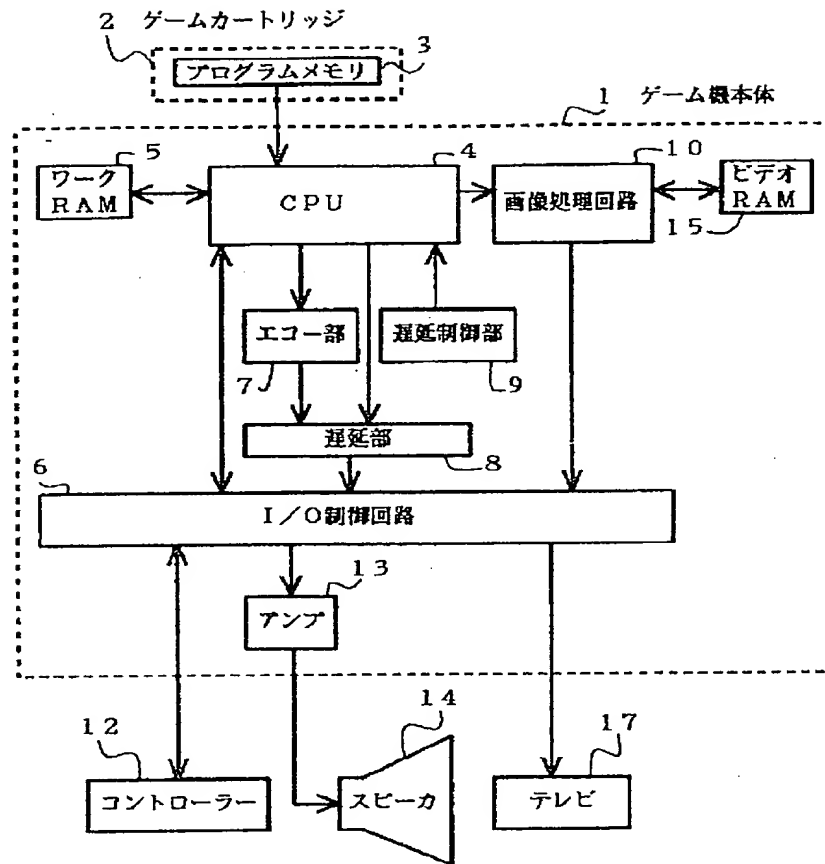 2 ゲームカートリッジ
プログラムメモリ 3
1 ゲーム機本体
5
ワーク
RAM
4
CPU
10
画像処理回路
ビデオ
RAM
15
エコー部
7
遅延制御部
9
遅延部
8
6
I/O制御回路
13
アンプ
12
コントローラー
14
スピーカ
17
テレビ